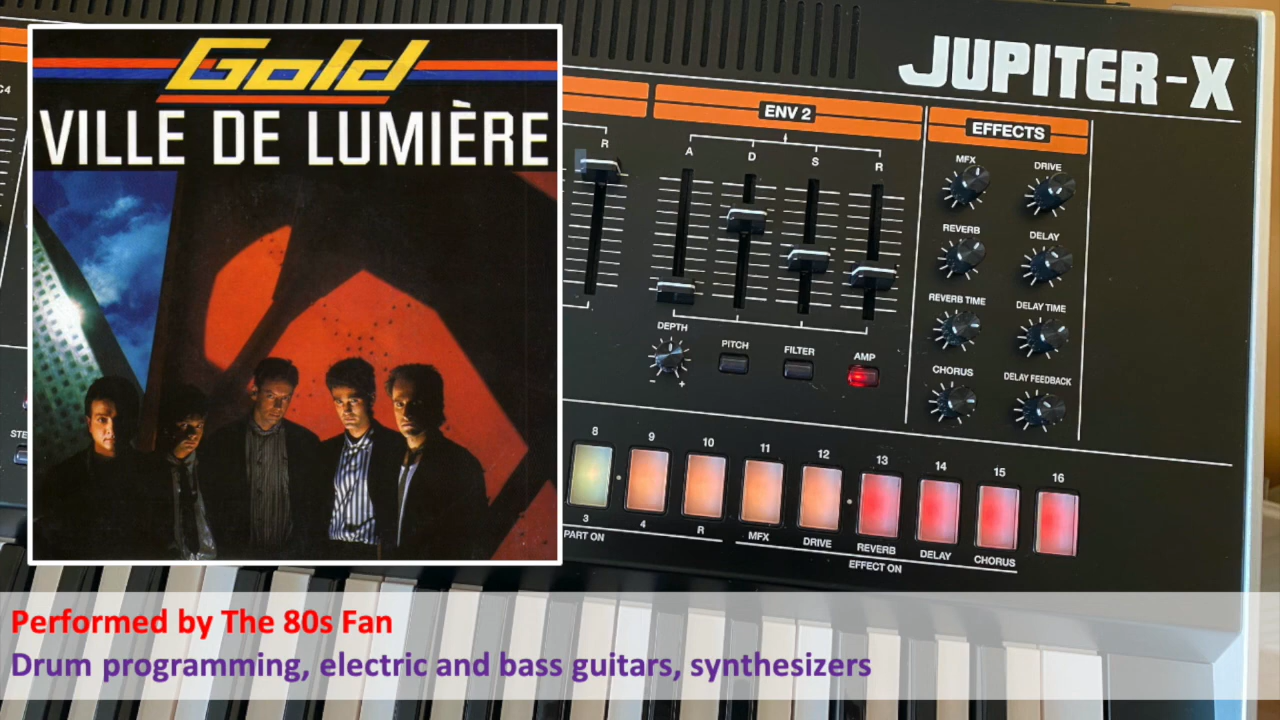 Gold
VILLE DE LUMIÈRE
JUPITER-X
ENV 2
EFFECTS
R
A D S R
MFX DRIVE
REVERB DELAY
REVERB TIME DELAY TIME
CHORUS DELAY FEEDBACK
DEPTH PITCH FILTER AMP
- +
8 9 10 11 12 13 14 15 16
3 4 R MFX DRIVE REVERB DELAY CHORUS
PART ON EFFECT ON
Performed by The 80s Fan
Drum programming, electric and bass guitars, synthesizers